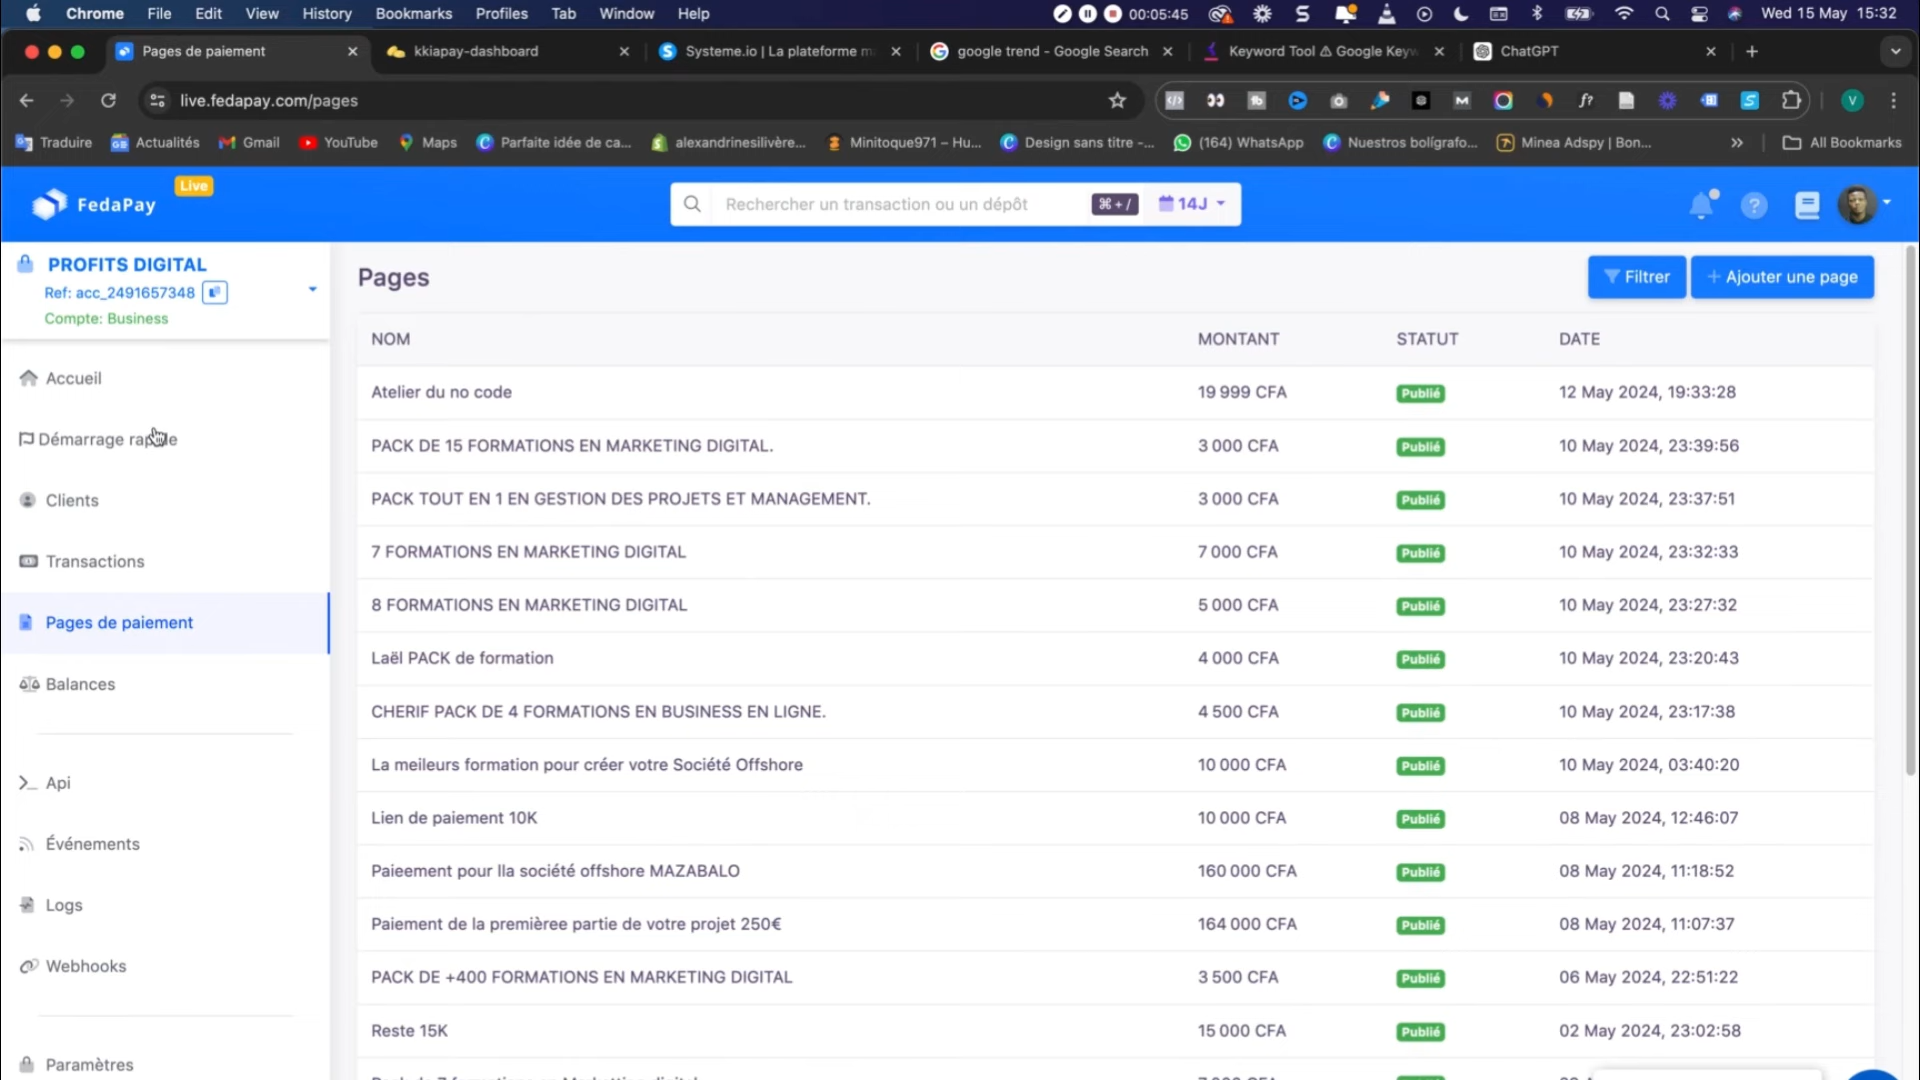 Chrome File Edit View History Bookmarks Profiles Tab Window Help 00:05:45 Wed 15 May 15:32
Pages de paiement kkiapay-dashboard Systeme.io | La plateforme m google trend - Google Search Keyword Tool ⚠ Google Keyw ChatGPT
live.fedapay.com/pages
Traduire Actualités Gmail YouTube Maps Parfaite idée de ca... alexandrinesilivère... Minitoque971 – Hu... Design sans titre -... (164) WhatsApp Nuestros bolígrafo... Minea Adspy | Bon... » All Bookmarks
FedaPay Live
Rechercher un transaction ou un dépôt ⌘ + / 14J
PROFITS DIGITAL
Ref: acc_2491657348
Compte: Business
Accueil
Démarrage rapide
Clients
Transactions
Pages de paiement
Balances
Api
Événements
Logs
Webhooks
Paramètres
Pages
Filtrer + Ajouter une page
NOM MONTANT STATUT DATE
Atelier du no code 19 999 CFA Publié 12 May 2024, 19:33:28
PACK DE 15 FORMATIONS EN MARKETING DIGITAL. 3 000 CFA Publié 10 May 2024, 23:39:56
PACK TOUT EN 1 EN GESTION DES PROJETS ET MANAGEMENT. 3 000 CFA Publié 10 May 2024, 23:37:51
7 FORMATIONS EN MARKETING DIGITAL 7 000 CFA Publié 10 May 2024, 23:32:33
8 FORMATIONS EN MARKETING DIGITAL 5 000 CFA Publié 10 May 2024, 23:27:32
Laël PACK de formation 4 000 CFA Publié 10 May 2024, 23:20:43
CHERIF PACK DE 4 FORMATIONS EN BUSINESS EN LIGNE. 4 500 CFA Publié 10 May 2024, 23:17:38
La meileurs formation pour créer votre Société Offshore 10 000 CFA Publié 10 May 2024, 03:40:20
Lien de paiement 10K 10 000 CFA Publié 08 May 2024, 12:46:07
Paieement pour lla société offshore MAZABALO 160 000 CFA Publié 08 May 2024, 11:18:52
Paiement de la premièree partie de votre projet 250€ 164 000 CFA Publié 08 May 2024, 11:07:37
PACK DE +400 FORMATIONS EN MARKETING DIGITAL 3 500 CFA Publié 06 May 2024, 22:51:22
Reste 15K 15 000 CFA Publié 02 May 2024, 23:02:58